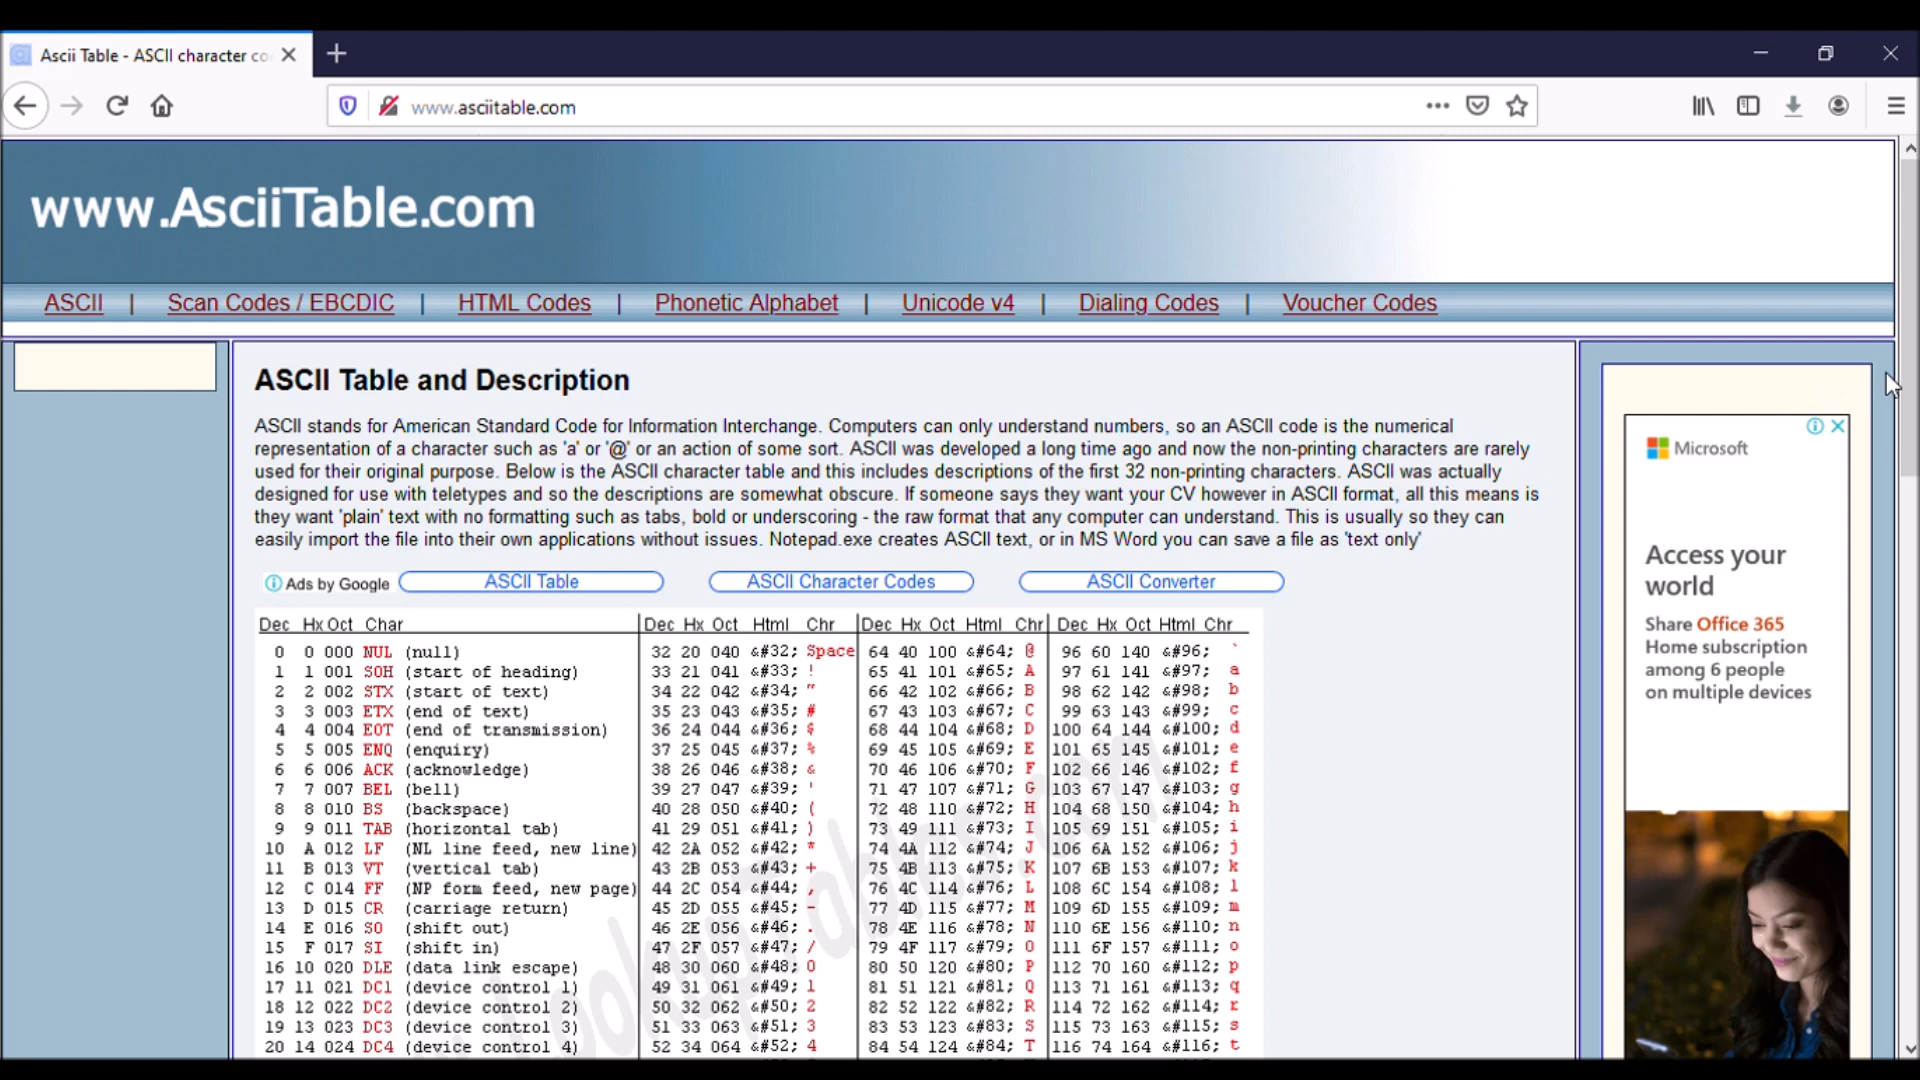 Ascii Table - ASCII character co
www.asciitable.com
www.AsciiTable.com
ASCII | Scan Codes / EBCDIC | HTML Codes | Phonetic Alphabet | Unicode v4 | Dialing Codes | Voucher Codes
ASCII Table and Description
ASCII stands for American Standard Code for Information Interchange. Computers can only understand numbers, so an ASCII code is the numerical
representation of a character such as 'a' or '@' or an action of some sort. ASCII was developed a long time ago and now the non-printing characters are rarely
used for their original purpose. Below is the ASCII character table and this includes descriptions of the first 32 non-printing characters. ASCII was actually
designed for use with teletypes and so the descriptions are somewhat obscure. If someone says they want your CV however in ASCII format, all this means is
they want 'plain' text with no formatting such as tabs, bold or underscoring - the raw format that any computer can understand. This is usually so they can
easily import the file into their own applications without issues. Notepad.exe creates ASCII text, or in MS Word you can save a file as 'text only'
Ads by Google ASCII Table ASCII Character Codes ASCII Converter
Dec Hx Oct Char Dec Hx Oct Html Chr Dec Hx Oct Html Chr Dec Hx Oct Html Chr
0 0 000 NUL (null) 32 20 040 &#32; Space 64 40 100 &#64; @ 96 60 140 &#96; `
1 1 001 SOH (start of heading) 33 21 041 &#33; ! 65 41 101 &#65; A 97 61 141 &#97; a
2 2 002 STX (start of text) 34 22 042 &#34; " 66 42 102 &#66; B 98 62 142 &#98; b
3 3 003 ETX (end of text) 35 23 043 &#35; # 67 43 103 &#67; C 99 63 143 &#99; c
4 4 004 EOT (end of transmission) 36 24 044 &#36; $ 68 44 104 &#68; D 100 64 144 &#100; d
5 5 005 ENQ (enquiry) 37 25 045 &#37; % 69 45 105 &#69; E 101 65 145 &#101; e
6 6 006 ACK (acknowledge) 38 26 046 &#38; & 70 46 106 &#70; F 102 66 146 &#102; f
7 7 007 BEL (bell) 39 27 047 &#39; ' 71 47 107 &#71; G 103 67 147 &#103; g
8 8 010 BS (backspace) 40 28 050 &#40; ( 72 48 110 &#72; H 104 68 150 &#104; h
9 9 011 TAB (horizontal tab) 41 29 051 &#41; ) 73 49 111 &#73; I 105 69 151 &#105; i
10 A 012 LF (NL line feed, new line) 42 2A 052 &#42; * 74 4A 112 &#74; J 106 6A 152 &#106; j
11 B 013 VT (vertical tab) 43 2B 053 &#43; + 75 4B 113 &#75; K 107 6B 153 &#107; k
12 C 014 FF (NP form feed, new page) 44 2C 054 &#44; , 76 4C 114 &#76; L 108 6C 154 &#108; l
13 D 015 CR (carriage return) 45 2D 055 &#45; - 77 4D 115 &#77; M 109 6D 155 &#109; m
14 E 016 SO (shift out) 46 2E 056 &#46; . 78 4E 116 &#78; N 110 6E 156 &#110; n
15 F 017 SI (shift in) 47 2F 057 &#47; / 79 4F 117 &#79; O 111 6F 157 &#111; o
16 10 020 DLE (data link escape) 48 30 060 &#48; 0 80 50 120 &#80; P 112 70 160 &#112; p
17 11 021 DC1 (device control 1) 49 31 061 &#49; 1 81 51 121 &#81; Q 113 71 161 &#113; q
18 12 022 DC2 (device control 2) 50 32 062 &#50; 2 82 52 122 &#82; R 114 72 162 &#114; r
19 13 023 DC3 (device control 3) 51 33 063 &#51; 3 83 53 123 &#83; S 115 73 163 &#115; s
20 14 024 DC4 (device control 4) 52 34 064 &#52; 4 84 54 124 &#84; T 116 74 164 &#116; t
LookupTables.com
Microsoft
Access your
world
Share Office 365
Home subscription
among 6 people
on multiple devices